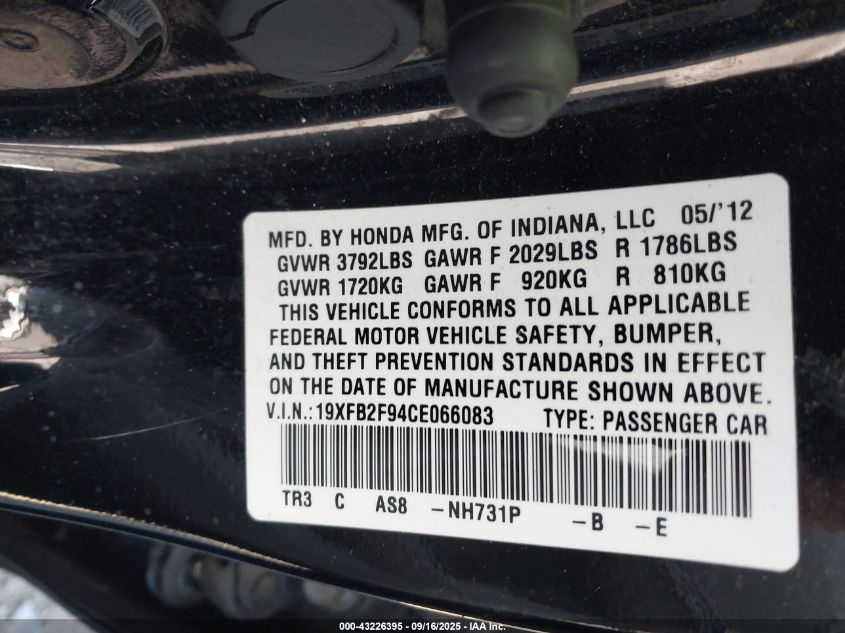 MFD. BY HONDA MFG. OF INDIANA, LLC 05/'12
GVWR 3792LBS GAWR F 2029LBS R 1786LBS
GVWR 1720KG GAWR F 920KG R 810KG
THIS VEHICLE CONFORMS TO ALL APPLICABLE
FEDERAL MOTOR VEHICLE SAFETY, BUMPER,
AND THEFT PREVENTION STANDARDS IN EFFECT
ON THE DATE OF MANUFACTURE SHOWN ABOVE.
V.I.N.:19XFB2F94CE066083 TYPE: PASSENGER CAR
TR3 C AS8 -NH731P -B -E
000-43226395 - 09/16/2025 - IAA Inc.